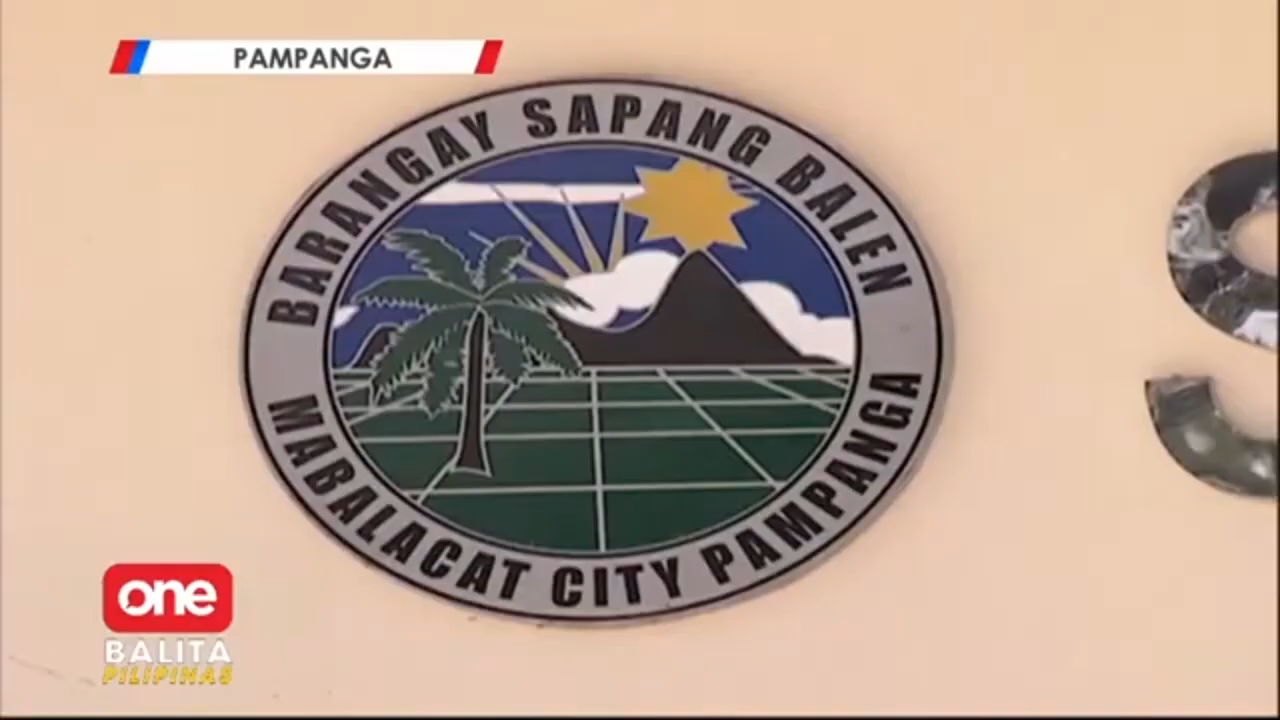 PAMPANGA
BARANGAY SAPANG BALEN
MABALACAT CITY PAMPANGA
S
one
BALITA
PILIPINAS